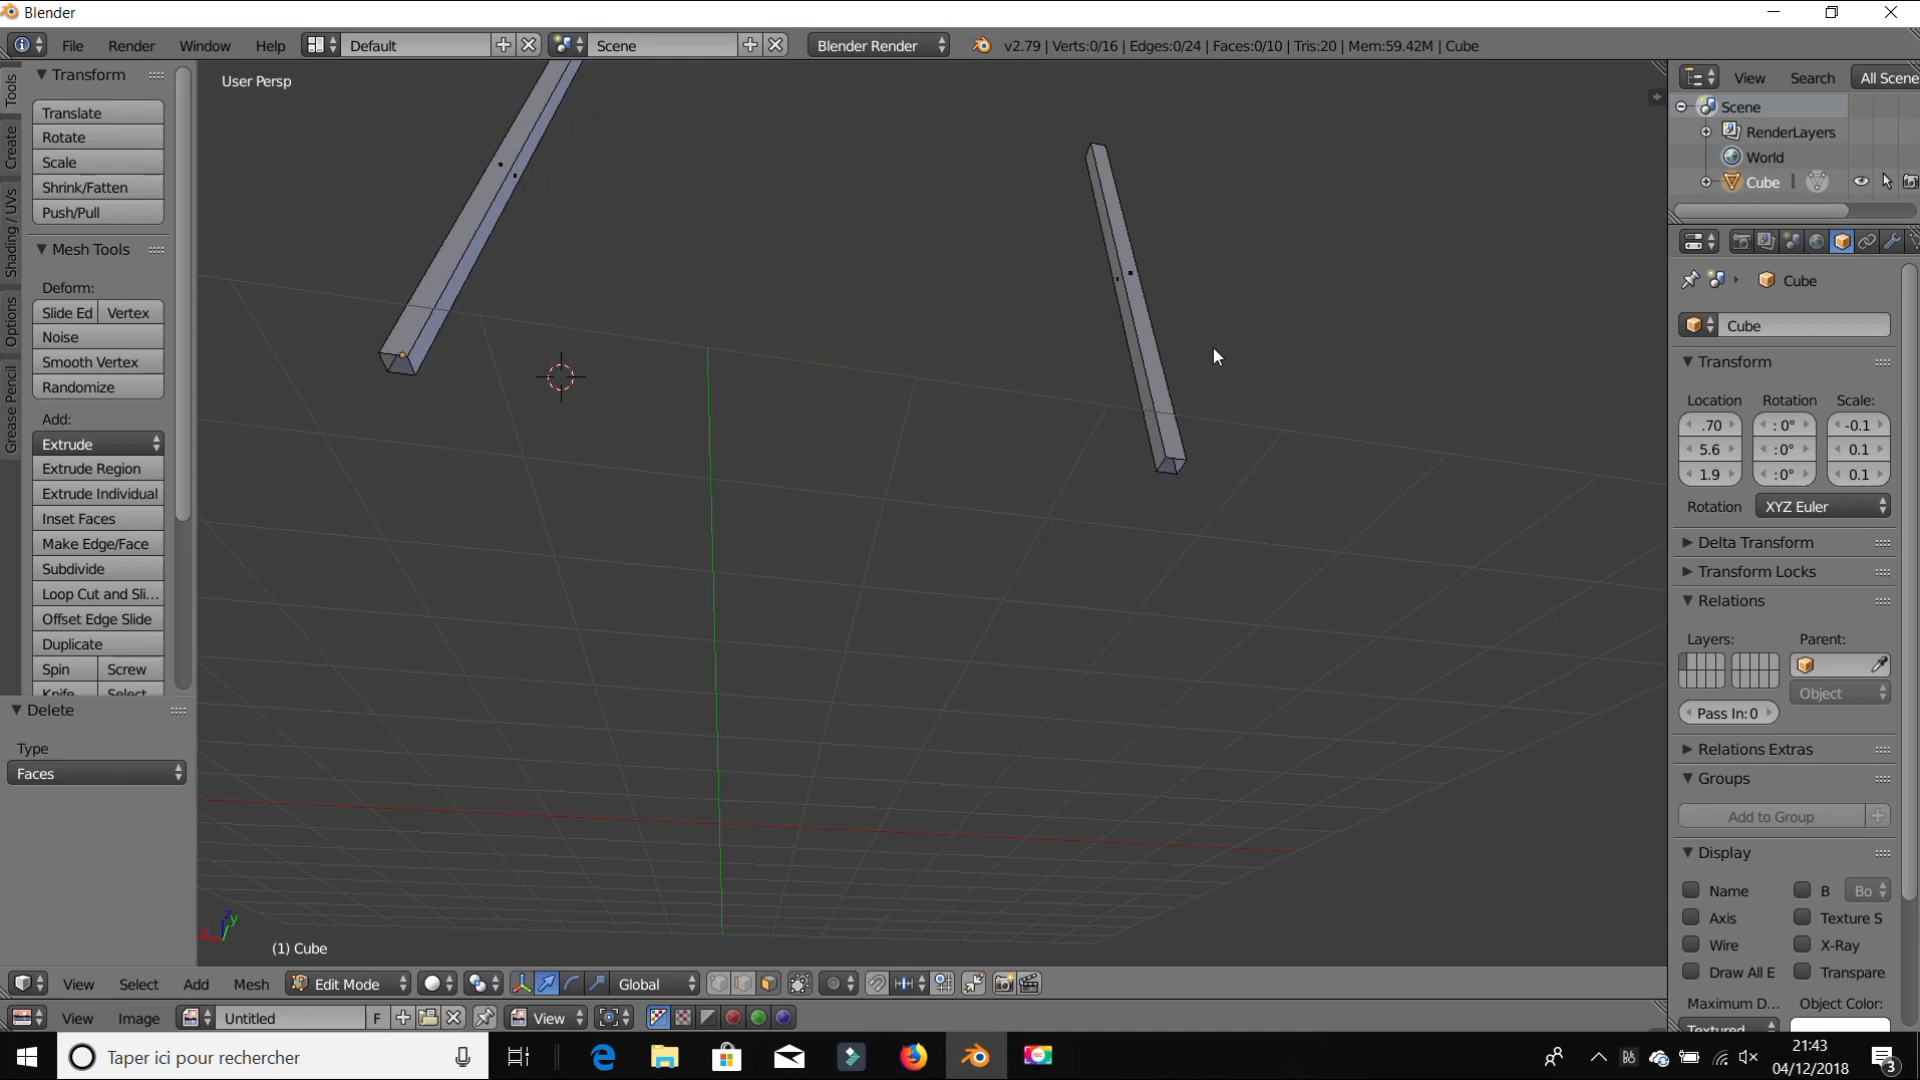 Blender
File Render Window Help Default Scene Blender Render v2.79 | Verts:0/16 | Edges:0/24 | Faces:0/10 | Tris:20 | Mem:59.42M | Cube
Tools
Create
Shading / UVs
Options
Grease Pencil
Transform
Translate
Rotate
Scale
Shrink/Fatten
Push/Pull
Mesh Tools
Deform:
Slide Ed Vertex
Noise
Smooth Vertex
Randomize
Add:
Extrude
Extrude Region
Extrude Individual
Inset Faces
Make Edge/Face
Subdivide
Loop Cut and Sli...
Offset Edge Slide
Duplicate
Spin Screw
Knife Select
Delete
Type
Faces
User Persp
(1) Cube
View Search All Scene
Scene
RenderLayers
World
Cube
Cube
Cube
Transform
Location Rotation Scale:
.70 : 0° -0.1
5.6 :0° 0.1
1.9 :0° 0.1
Rotation XYZ Euler
Delta Transform
Transform Locks
Relations
Layers: Parent:
Object
Pass In: 0
Relations Extras
Groups
Add to Group
Display
Name B Bo
Axis Texture S
Wire X-Ray
Draw All E Transpare
Maximum D... Object Color:
Textured
View Select Add Mesh Edit Mode Global
View Image Untitled F View
Taper ici pour rechercher
21:43
04/12/2018
3